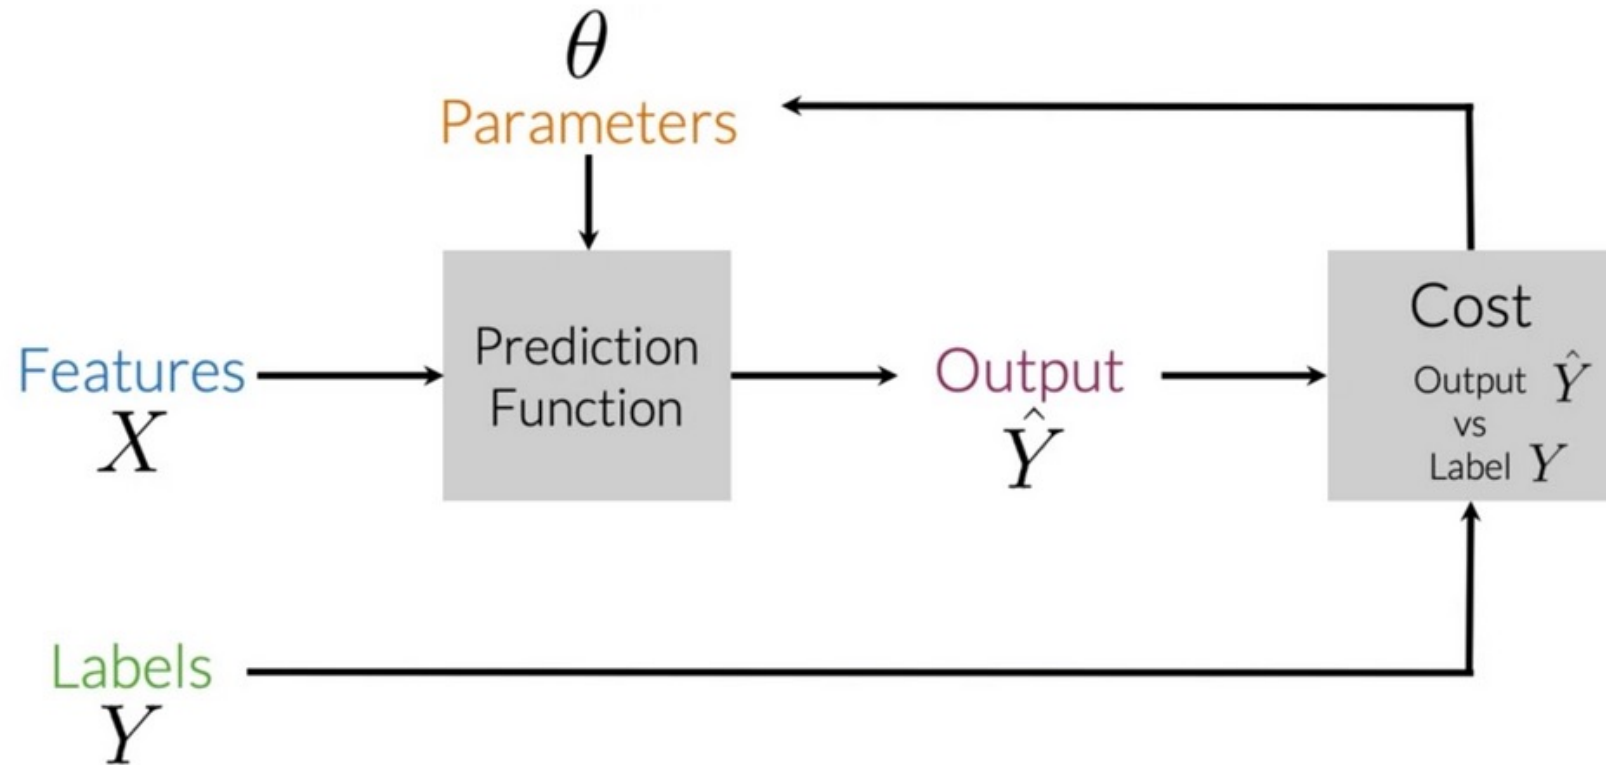 θ
Parameters
Features
X
Prediction
Function
Output
Ŷ
Cost
Output Ŷ
vs
Label Y
Labels
Y